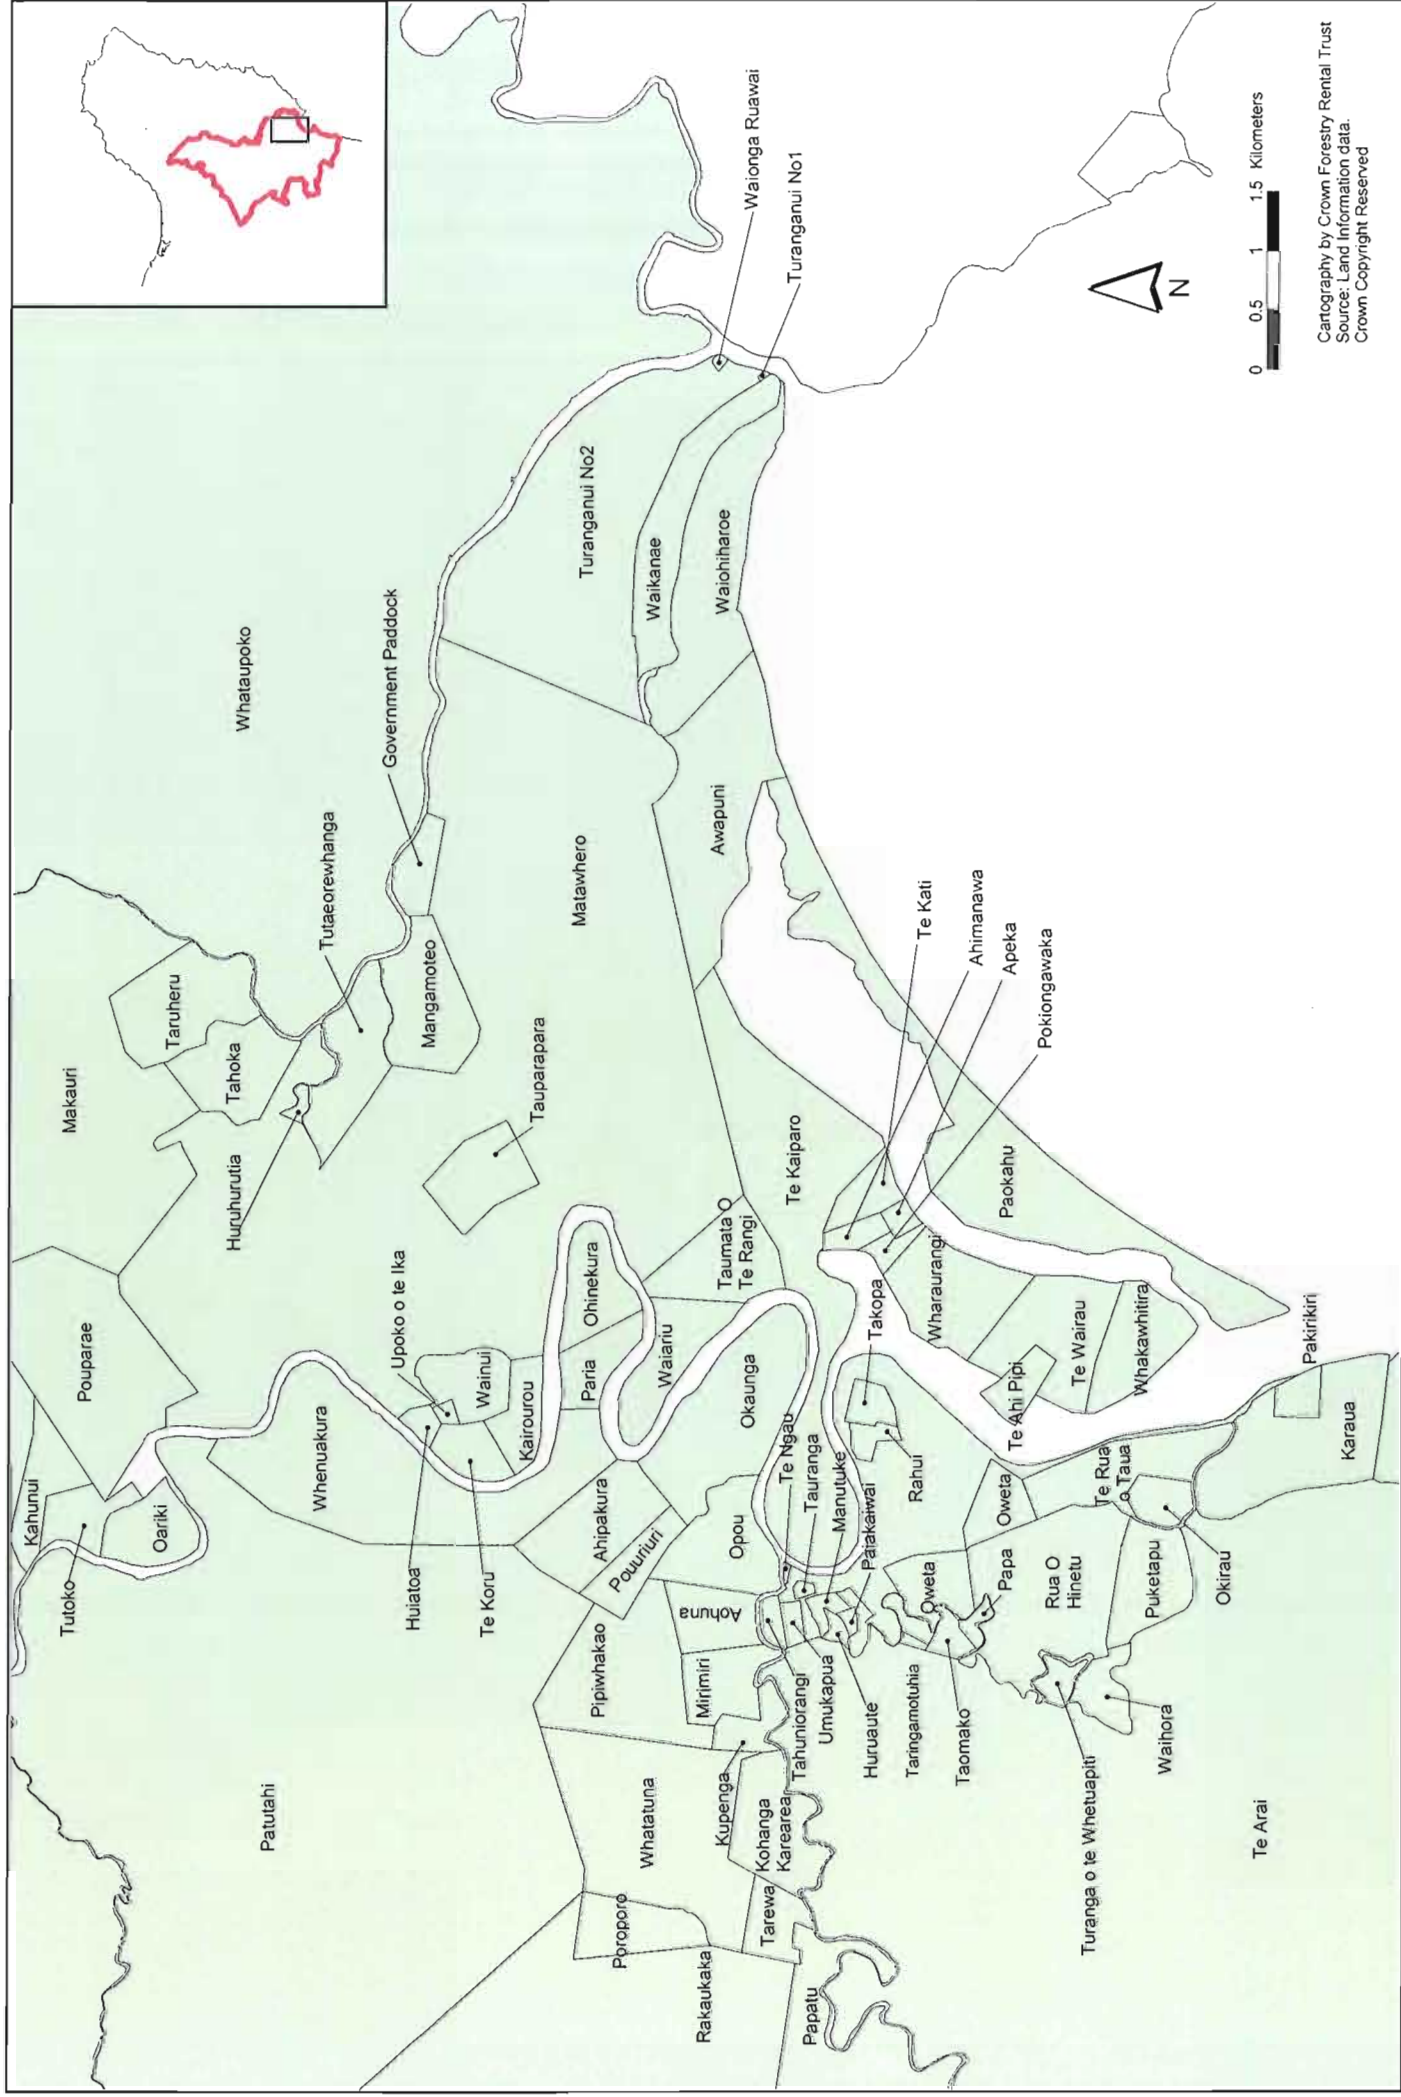 Waionga Ruawai
Turanganui No1
Turanganui No2
Waikanae
Waiohiharoe
Whataupoko
Government Paddock
Tutaeorewhanga
Matawhero
Awapuni
Te Kati
Ahimanawa
Apeka
Pokiongawaka
Makauri
Taruheru
Tahoka
Mangamoteo
Tauparapara
Huruhurutia
Te Kaiparo
Paokahu
Pouparae
Upoko o te Ika
Ohinekura
Taumata O
Te Rangi
Wharaurangi
Takopa
Whenuakura
Wainui
Kairourou
Paria
Waiariu
Okaunga
Te Ahi Pipi
Te Wairau
Whakawhitira
Pakirikiri
Kahunui
Tutoko
Oariki
Huiatoa
Te Koru
Ahipakura
Pouuriuri
Opou
Te Ngau
Tauranga
Manutuke
Paiakaiwai
Rahui
Oweta
Te Rua
o Taua
Karaua
Pipiwhakao
Aohuna
Mirimiri
Tahuniorangi
Umukapua
Huruaute
Taringamotuhia
Taomako
Oweta
Papa
Rua O
Hinetu
Puketapu
Okirau
Patutahi
Whatatuna
Kupenga
Kohanga
Karearea
Turanga o te Whetuapiti
Waihora
Te Arai
Poroporo
Tarewa
Rakaukaka
Papatu
N
0 0.5 1 1.5 Kilometers
Cartography by Crown Forestry Rental Trust
Source: Land Information data.
Crown Copyright Reserved